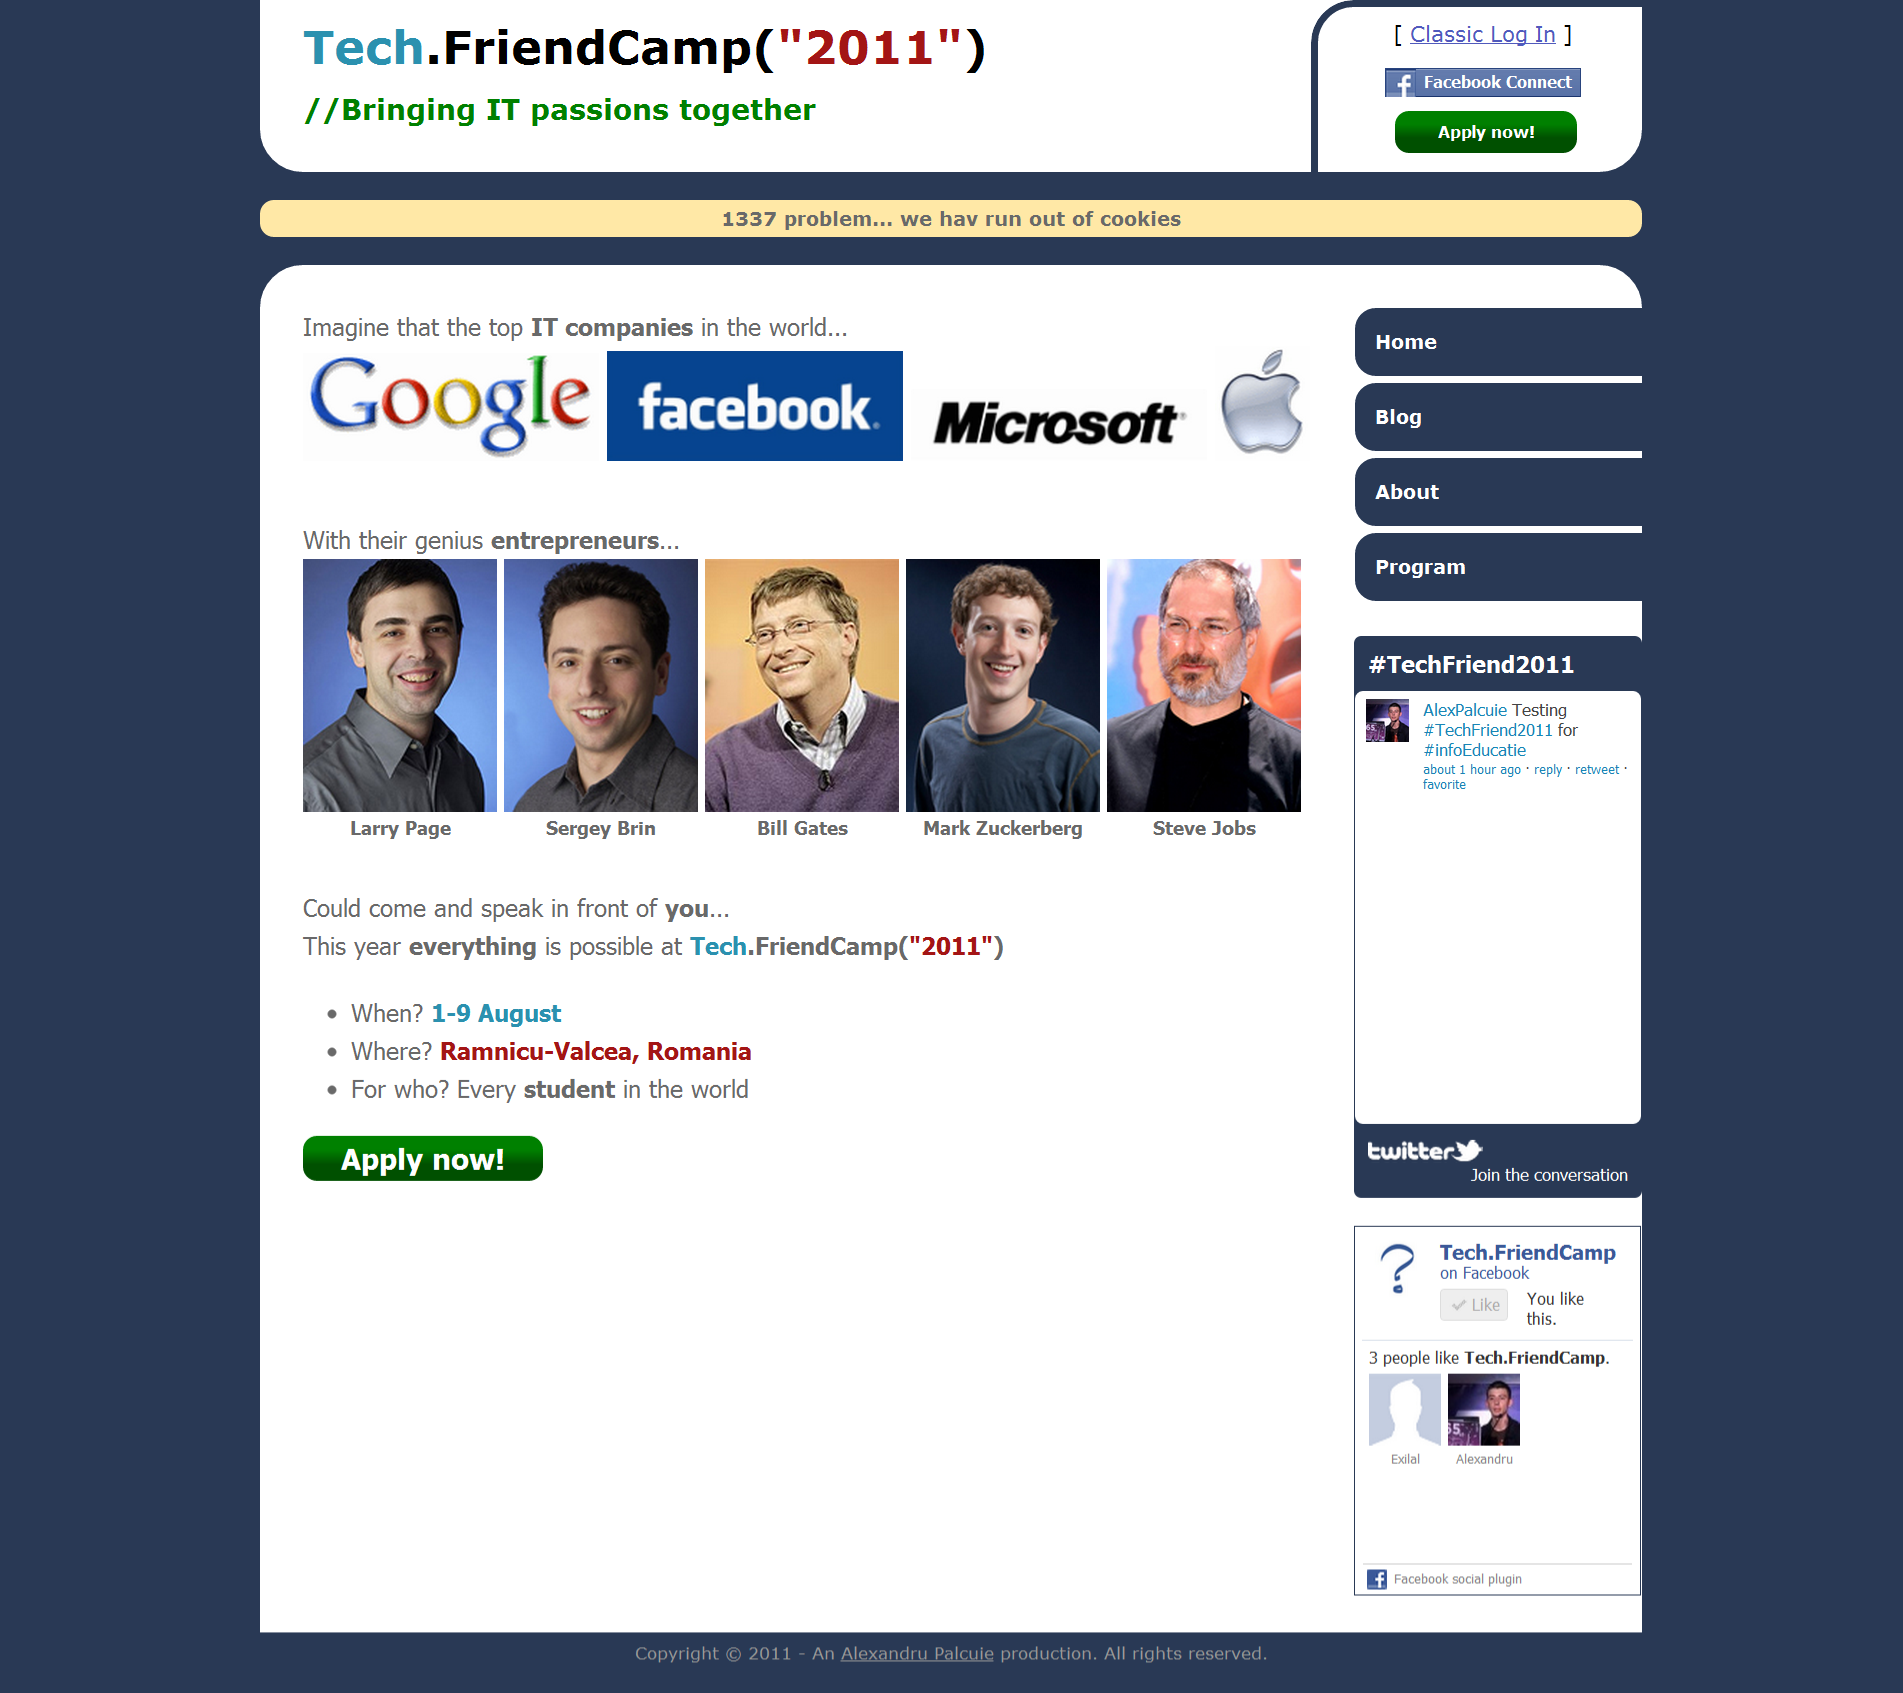 Tech.FriendCamp("2011")
//Bringing IT passions together
[ Classic Log In ]
Facebook Connect
Apply now!
1337 problem... we hav run out of cookies
Imagine that the top IT companies in the world...
Google
facebook.
Microsoft
With their genius entrepreneurs...
Larry Page
Sergey Brin
Bill Gates
Mark Zuckerberg
Steve Jobs
Could come and speak in front of you...
This year everything is possible at Tech.FriendCamp("2011")
• When? 1-9 August
• Where? Ramnicu-Valcea, Romania
• For who? Every student in the world
Apply now!
Home
Blog
About
Program
#TechFriend2011
AlexPalcuie Testing
#TechFriend2011 for
#infoEducatie
about 1 hour ago · reply · retweet ·
favorite
twitter
Join the conversation
?
Tech.FriendCamp
on Facebook
Like
You like
this.
3 people like Tech.FriendCamp.
Exilal
Alexandru
Facebook social plugin
Copyright © 2011 - An Alexandru Palcuie production. All rights reserved.